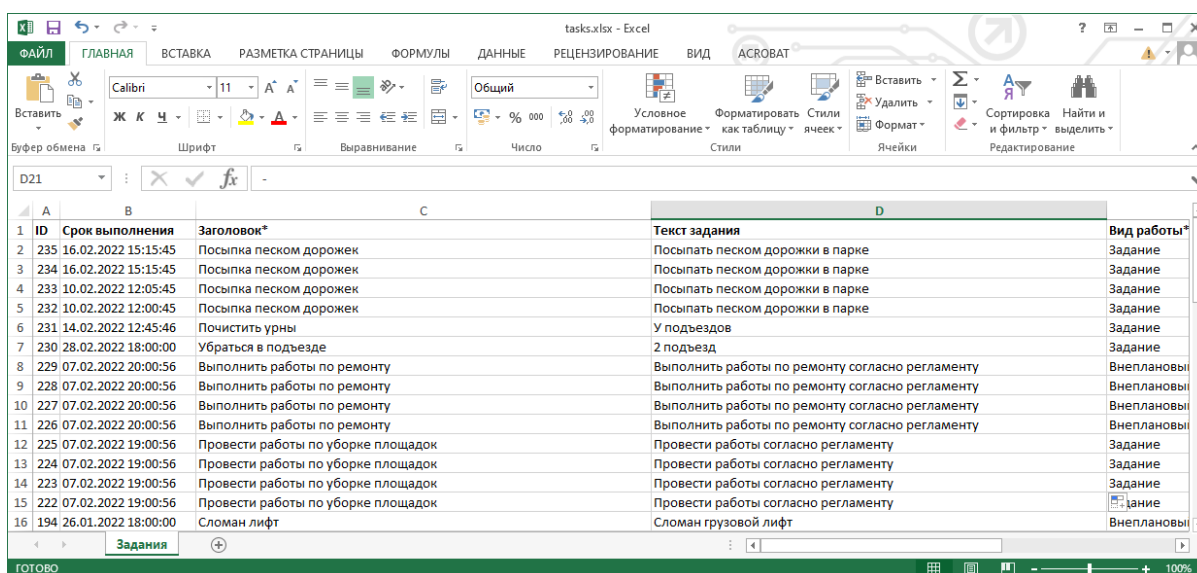 tasks.xlsx - Excel
ФАЙЛ ГЛАВНАЯ ВСТАВКА РАЗМЕТКА СТРАНИЦЫ ФОРМУЛЫ ДАННЫЕ РЕЦЕНЗИРОВАНИЕ ВИД ACROBAT
Вставить
Calibri 11
Ж К Ч
Общий
% 000
Условное форматирование
Форматировать как таблицу
Стили ячеек
Вставить
Удалить
Формат
Сортировка и фильтр
Найти и выделить
Буфер обмена Шрифт Выравнивание Число Стили Ячейки Редактирование
D21 fx -
A B C D
1 ID Срок выполнения Заголовок* Текст задания Вид работы*
2 235 16.02.2022 15:15:45 Посыпка песком дорожек Посыпать песком дорожки в парке Задание
3 234 16.02.2022 15:15:45 Посыпка песком дорожек Посыпать песком дорожки в парке Задание
4 233 10.02.2022 12:05:45 Посыпка песком дорожек Посыпать песком дорожки в парке Задание
5 232 10.02.2022 12:00:45 Посыпка песком дорожек Посыпать песком дорожки в парке Задание
6 231 14.02.2022 12:45:46 Почистить урны У подъездов Задание
7 230 28.02.2022 18:00:00 Убраться в подъезде 2 подъезд Задание
8 229 07.02.2022 20:00:56 Выполнить работы по ремонту Выполнить работы по ремонту согласно регламенту Внеплановы
9 228 07.02.2022 20:00:56 Выполнить работы по ремонту Выполнить работы по ремонту согласно регламенту Внеплановы
10 227 07.02.2022 20:00:56 Выполнить работы по ремонту Выполнить работы по ремонту согласно регламенту Внеплановы
11 226 07.02.2022 20:00:56 Выполнить работы по ремонту Выполнить работы по ремонту согласно регламенту Внеплановы
12 225 07.02.2022 19:00:56 Провести работы по уборке площадок Провести работы согласно регламенту Задание
13 224 07.02.2022 19:00:56 Провести работы по уборке площадок Провести работы согласно регламенту Задание
14 223 07.02.2022 19:00:56 Провести работы по уборке площадок Провести работы согласно регламенту Задание
15 222 07.02.2022 19:00:56 Провести работы по уборке площадок Провести работы согласно регламенту дание
16 194 26.01.2022 18:00:00 Сломан лифт Сломан грузовой лифт Внеплановы
Задания
ГОТОВО 100%